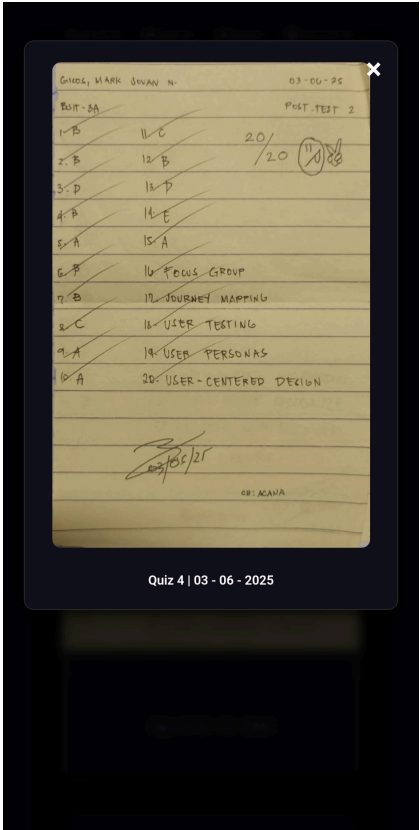 GICOS, MARK JOVAN N. 03-06-25
BSIT-3A POST-TEST 2
1. B 11. C 20/20
2. B 12. B
3. D 13. D
4. B 14. E
5. A 15. A
6. B 16. FOCUS GROUP
7. B 17. JOURNEY MAPPING
8. C 18. USER TESTING
9. A 19. USER PERSONAS
10. A 20. USER-CENTERED DESIGN
03/06/25
CB: ACANA
Quiz 4 | 03 - 06 - 2025